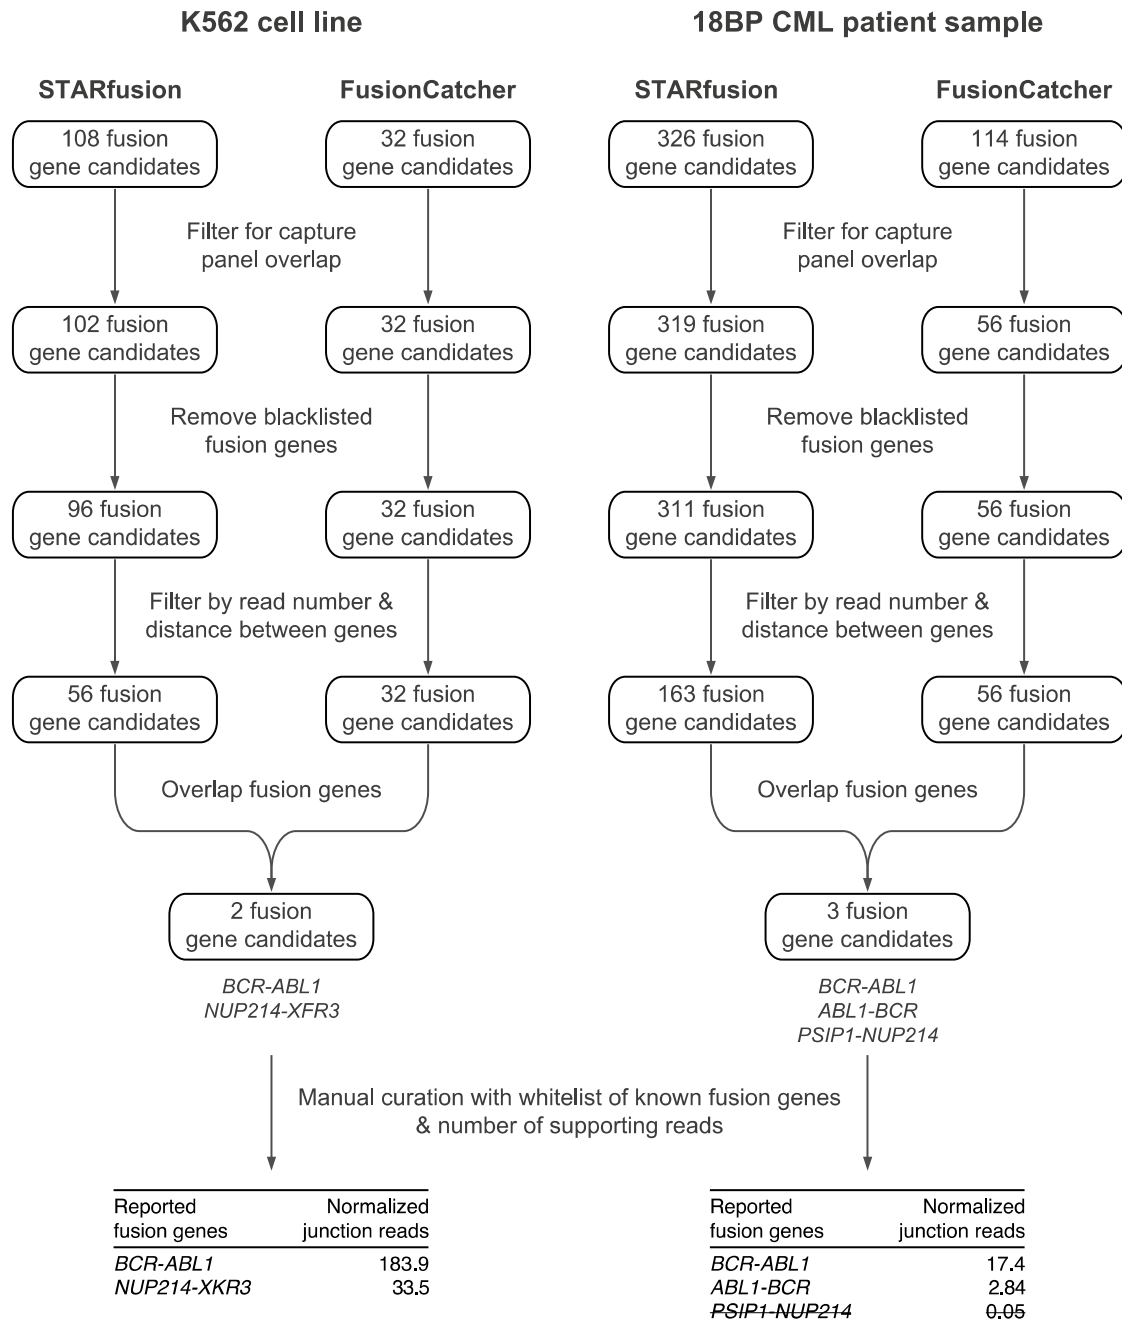 K562 cell line
18BP CML patient sample
STARfusion
FusionCatcher
STARfusion
FusionCatcher
108 fusion
gene candidates
32 fusion
gene candidates
326 fusion
gene candidates
114 fusion
gene candidates
Filter for capture
panel overlap
Filter for capture
panel overlap
102 fusion
gene candidates
32 fusion
gene candidates
319 fusion
gene candidates
56 fusion
gene candidates
Remove blacklisted
fusion genes
Remove blacklisted
fusion genes
96 fusion
gene candidates
32 fusion
gene candidates
311 fusion
gene candidates
56 fusion
gene candidates
Filter by read number &
distance between genes
Filter by read number &
distance between genes
56 fusion
gene candidates
32 fusion
gene candidates
163 fusion
gene candidates
56 fusion
gene candidates
Overlap fusion genes
Overlap fusion genes
2 fusion
gene candidates
3 fusion
gene candidates
BCR-ABL1
NUP214-XFR3
BCR-ABL1
ABL1-BCR
PSIP1-NUP214
Manual curation with whitelist of known fusion genes
& number of supporting reads
Reported Normalized
fusion genes junction reads
BCR-ABL1 183.9
NUP214-XKR3 33.5
Reported Normalized
fusion genes junction reads
BCR-ABL1 17.4
ABL1-BCR 2.84
PSIP1-NUP214 0.05